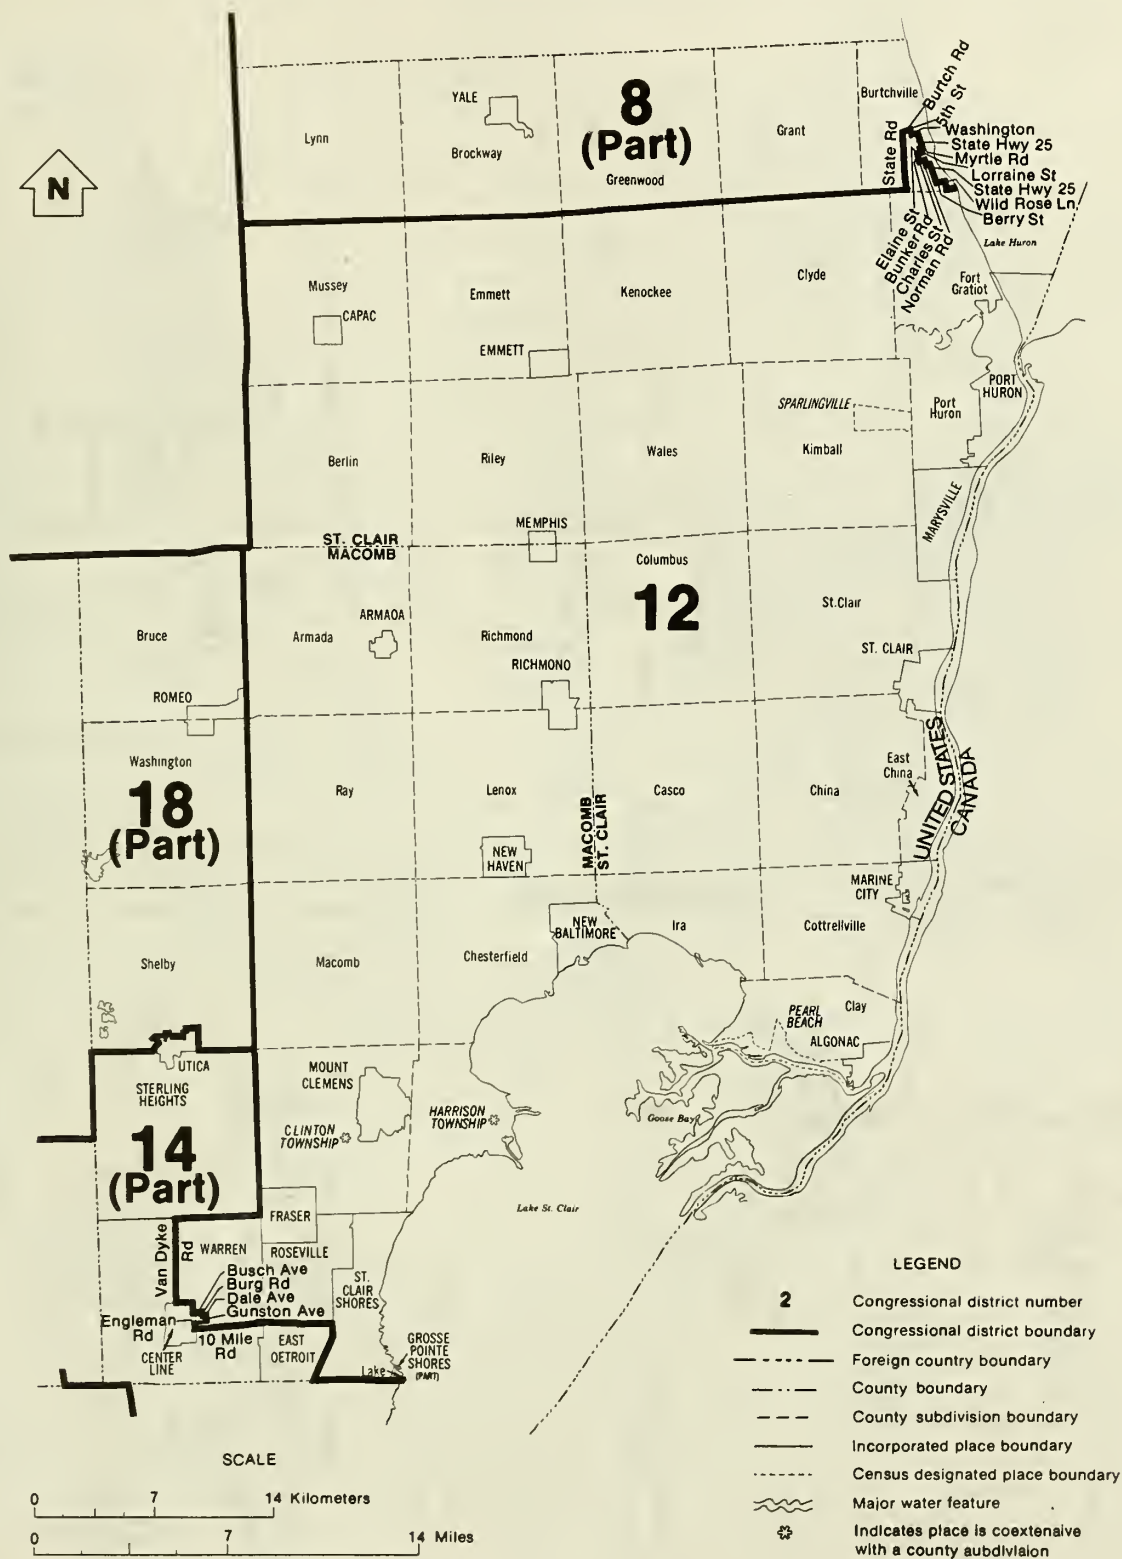 N
Lynn
YALE
Brockway
8
(Part)
Greenwood
Grant
Burtchville
State Rd
Burtch Rd
5th St
Washington
State Hwy 25
Myrtle Rd
Lorraine St
State Hwy 25
Wild Rose Ln
Berry St
Elaine St
Bunker Rd
Charles St
Norman Rd
Lake Huron
Mussey
CAPAC
Emmett
EMMETT
Kenockee
Clyde
Fort
Gratiot
PORT
HURON
Port
Huron
SPARLINGVILLE
Berlin
Riley
Wales
Kimball
MARYSVILLE
MEMPHIS
ST. CLAIR
MACOMB
Columbus
12
St.Clair
ST. CLAIR
Bruce
Armada
ARMAOA
Richmond
RICHMONO
ROMEO
Washington
18
(Part)
Ray
Lenox
NEW
HAVEN
MACOMB
ST. CLAIR
Casco
China
East
China
UNITED STATES
CANADA
MARINE
CITY
Shelby
Macomb
Chesterfield
NEW
BALTIMORE
Ira
Cottrellville
Clay
PEARL
BEACH
ALGONAC
UTICA
STERLING
HEIGHTS
14
(Part)
MOUNT
CLEMENS
CLINTON
TOWNSHIP
HARRISON
TOWNSHIP
Goose Bay
Lake St. Clair
Van Dyke
Rd
WARREN
FRASER
ROSEVILLE
Busch Ave
Burg Rd
Dale Ave
Gunston Ave
Engleman
Rd
10 Mile
Rd
CENTER
LINE
EAST
OETROIT
ST.
CLAIR
SHORES
Lake
GROSSE
POINTE
SHORES
(PART)
LEGEND
2 Congressional district number
Congressional district boundary
Foreign country boundary
County boundary
County subdivision boundary
Incorporated place boundary
Census designated place boundary
Major water feature
Indicates place is coextensive
with a county subdivision
SCALE
0 7 14 Kilometers
0 7 14 Miles